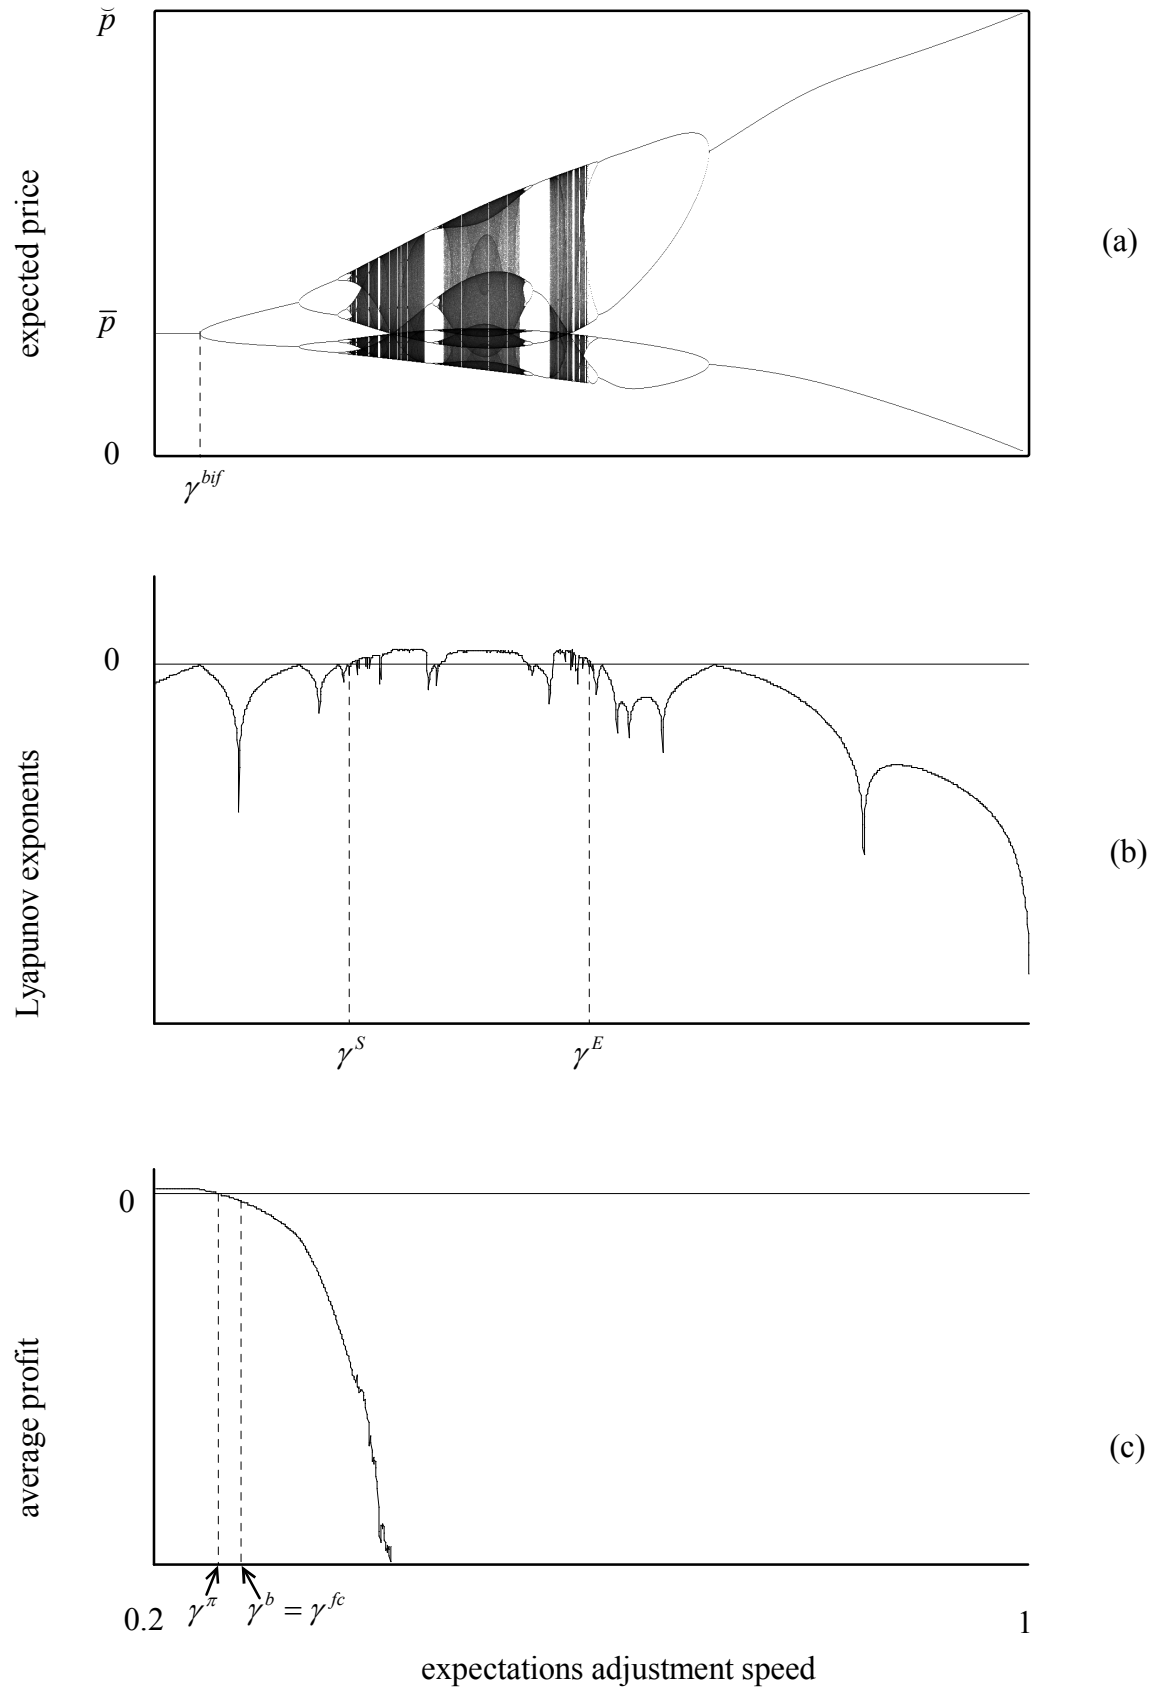 p̆
expected price
(a)
p̅
0
γ^bif
0
Lyapunov exponents
(b)
γ^S
γ^E
0
average profit
(c)
0.2
γ^π
γ^b = γ^fc
1
expectations adjustment speed